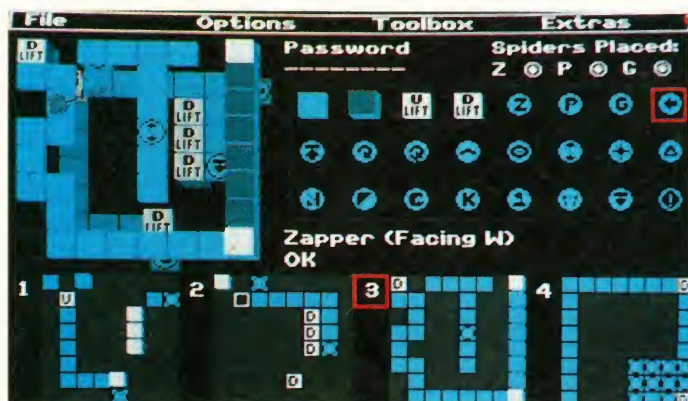 File Options Toolbox Extras
D LIFT
Password
Spiders Placed:
Z P G
U LIFT
D LIFT
Z P G
D LIFT
D LIFT
D LIFT
N C K 1
D LIFT
Zapper (Facing W)
OK
1 2 3 4
U
D
D
D
D
D
D
D